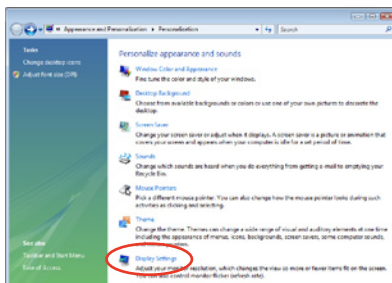 Appearance and Personalization ▸ Personalization
Search
Tasks
Change desktop icons
Adjust font size (DPI)
Personalize appearance and sounds
Window Color and Appearance
Fine tune the color and style of your windows.
Desktop Background
Choose from available backgrounds or colors or use one of your own pictures to decorate the
desktop.
Screen Saver
Change your screen saver or adjust when it displays. A screen saver is a picture or animation that
covers your screen and appears when your computer is idle for a set period of time.
Sounds
Change which sounds are heard when you do everything from getting e-mail to emptying your
Recycle Bin.
Mouse Pointers
Pick a different mouse pointer. You can also change how the mouse pointer looks during such
activities as clicking and selecting.
Theme
Change the theme. Themes can change a wide range of visual and auditory elements at one time
including the appearance of menus, icons, backgrounds, screen savers, some computer sounds,
and mouse pointers.
See also
Taskbar and Start Menu
Ease of Access
Display Settings
Adjust your monitor resolution, which changes the view so more or fewer items fit on the screen.
You can also control monitor flicker (refresh rate).